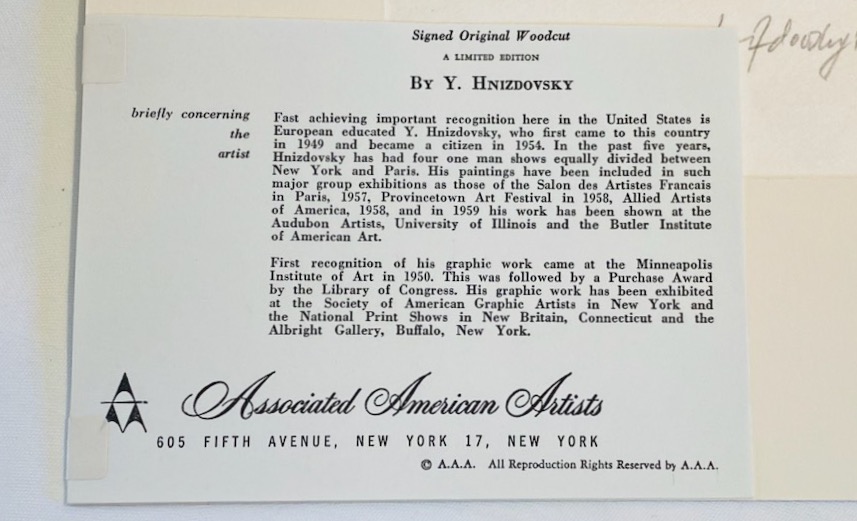 Signed Original Woodcut
A LIMITED EDITION
BY Y. HNIZDOVSKY
briefly concerning
the
artist
Fast achieving important recognition here in the United States is
European educated Y. Hnizdovsky, who first came to this country
in 1949 and became a citizen in 1954. In the past five years,
Hnizdovsky has had four one man shows equally divided between
New York and Paris. His paintings have been included in such
major group exhibitions as those of the Salon des Artistes Francais
in Paris, 1957, Provincetown Art Festival in 1958, Allied Artists
of America, 1958, and in 1959 his work has been shown at the
Audubon Artists, University of Illinois and the Butler Institute
of American Art.
First recognition of his graphic work came at the Minneapolis
Institute of Art in 1950. This was followed by a Purchase Award
by the Library of Congress. His graphic work has been exhibited
at the Society of American Graphic Artists in New York and
the National Print Shows in New Britain, Connecticut and the
Albright Gallery, Buffalo, New York.
Associated American Artists
605 FIFTH AVENUE, NEW YORK 17, NEW YORK
© A.A.A. All Reproduction Rights Reserved by A.A.A.